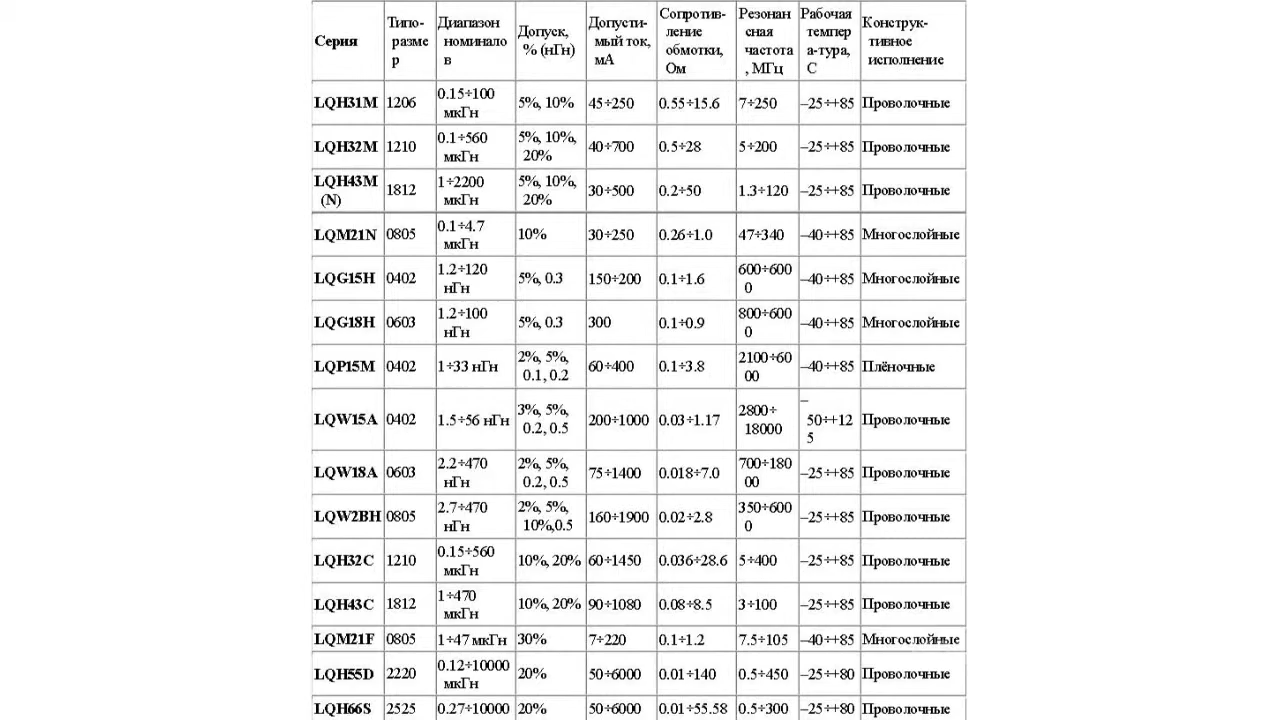 Серия | Типо-размер | Диапазон номиналов | Допуск, % (нГн) | Допусти-мый ток, мА | Сопротив-ление обмотки, Ом | Резонансная частота, МГц | Рабочая темпера-тура, С | Конструк-тивное исполнение
LQH31M | 1206 | 0.15÷100 мкГн | 5%, 10% | 45÷250 | 0.55÷15.6 | 7÷250 | –25÷+85 | Проволочные
LQH32M | 1210 | 0.1÷560 мкГн | 5%, 10%, 20% | 40÷700 | 0.5÷28 | 5÷200 | –25÷+85 | Проволочные
LQH43M (N) | 1812 | 1÷2200 мкГн | 5%, 10%, 20% | 30÷500 | 0.2÷50 | 1.3÷120 | –25÷+85 | Проволочные
LQM21N | 0805 | 0.1÷4.7 мкГн | 10% | 30÷250 | 0.26÷1.0 | 47÷340 | –40÷+85 | Многослойные
LQG15H | 0402 | 1.2÷120 нГн | 5%, 0.3 | 150÷200 | 0.1÷1.6 | 600÷6000 | –40÷+85 | Многослойные
LQG18H | 0603 | 1.2÷100 нГн | 5%, 0.3 | 300 | 0.1÷0.9 | 800÷6000 | –40÷+85 | Многослойные
LQP15M | 0402 | 1÷33 нГн | 2%, 5%, 0.1, 0.2 | 60÷400 | 0.1÷3.8 | 2100÷6000 | –40÷+85 | Плёночные
LQW15A | 0402 | 1.5÷56 нГн | 3%, 5%, 0.2, 0.5 | 200÷1000 | 0.03÷1.17 | 2800÷18000 | –50÷+125 | Проволочные
LQW18A | 0603 | 2.2÷470 нГн | 2%, 5%, 0.2, 0.5 | 75÷1400 | 0.018÷7.0 | 700÷18000 | –25÷+85 | Проволочные
LQW2BH | 0805 | 2.7÷470 нГн | 2%, 5%, 10%,0.5 | 160÷1900 | 0.02÷2.8 | 350÷6000 | –25÷+85 | Проволочные
LQH32C | 1210 | 0.15÷560 мкГн | 10%, 20% | 60÷1450 | 0.036÷28.6 | 5÷400 | –25÷+85 | Проволочные
LQH43C | 1812 | 1÷470 мкГн | 10%, 20% | 90÷1080 | 0.08÷8.5 | 3÷100 | –25÷+85 | Проволочные
LQM21F | 0805 | 1÷47 мкГн | 30% | 7÷220 | 0.1÷1.2 | 7.5÷105 | –40÷+85 | Многослойные
LQH55D | 2220 | 0.12÷10000 мкГн | 20% | 50÷6000 | 0.01÷140 | 0.5÷450 | –25÷+80 | Проволочные
LQH66S | 2525 | 0.27÷10000 | 20% | 50÷6000 | 0.01÷55.58 | 0.5÷300 | –25÷+80 | Проволочные